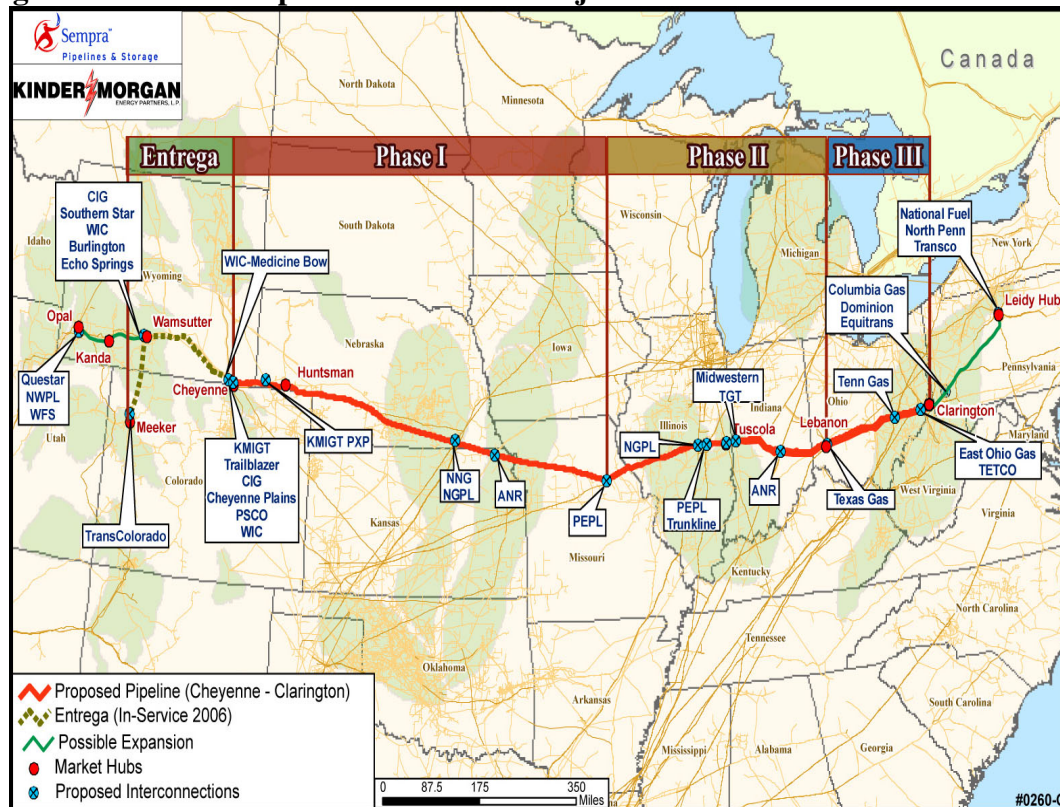 Sempra™
Pipelines & Storage
KINDER MORGAN
ENERGY PARTNERS, L.P.
Canada
North Dakota
Minnesota
Entrega
Phase I
Phase II
Phase III
CIG
Southern Star
WIC
Burlington
Echo Springs
Idaho
Wyoming
South Dakota
WIC-Medicine Bow
Wisconsin
Michigan
National Fuel
North Penn
Transco
New York
Columbia Gas
Dominion
Equitrans
Leidy Hub
Opal
Kanda
Wamsutter
Nebraska
Iowa
Pennsylvania
Questar
NWPL
WFS
Cheyenne
Huntsman
Midwestern
TGT
Indiana
Ohio
Tenn Gas
Utah
Meeker
KMIGT PXP
Illinois
Tuscola
Lebanon
Clarington
Maryland
KMIGT
Trailblazer
CIG
Cheyenne Plains
PSCO
WIC
NNG
NGPL
ANR
NGPL
East Ohio Gas
TETCO
Colorado
TransColorado
Kansas
PEPL
Missouri
PEPL
Trunkline
ANR
Texas Gas
West Virginia
Virginia
Kentucky
North Carolina
Tennessee
Oklahoma
Arkansas
South Carolina
Mississippi
Alabama
Georgia
Proposed Pipeline (Cheyenne - Clarington)
Entrega (In-Service 2006)
Possible Expansion
Market Hubs
Proposed Interconnections
0 87.5 175 350
Miles